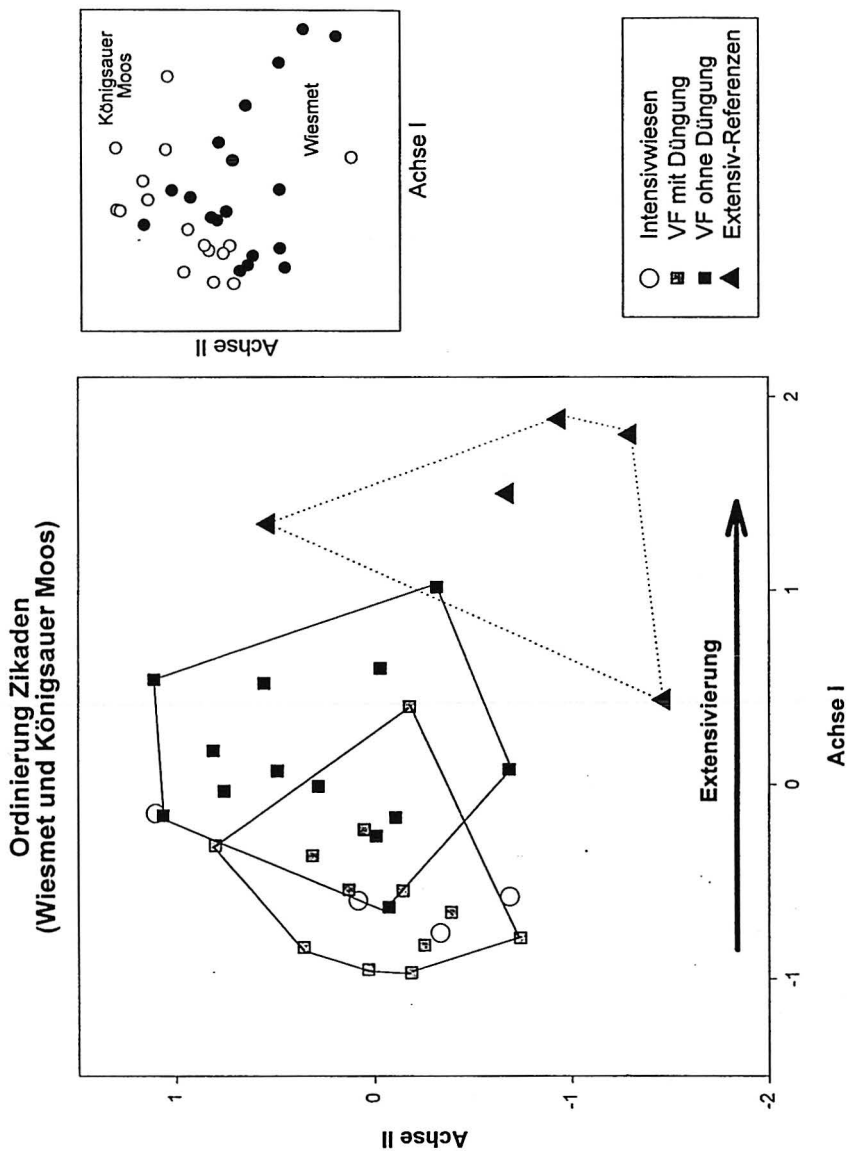 Ordinierung Zikaden
(Wiesmet und Königsauer Moos)
Achse II
1
0
-1
-2
-1
0
1
2
Extensivierung
Achse I
Königsauer
Moos
Wiesmet
Achse II
Achse I
Intensivwiesen
VF mit Düngung
VF ohne Düngung
Extensiv-Referenzen